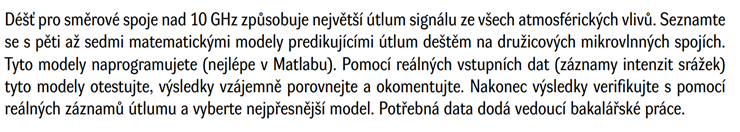 Déšť pro směrové spoje nad 10 GHz způsobuje největší útlum signálu ze všech atmosférických vlivů. Seznamte
se s pěti až sedmi matematickými modely predikujícími útlum deštěm na družicových mikrovlnných spojích.
Tyto modely naprogramujete (nejlépe v Matlabu). Pomocí reálných vstupních dat (záznamy intenzit srážek)
tyto modely otestujte, výsledky vzájemně porovnejte a okomentujte. Nakonec výsledky verifikujte s pomocí
reálných záznamů útlumu a vyberte nejpřesnější model. Potřebná data dodá vedoucí bakalářské práce.